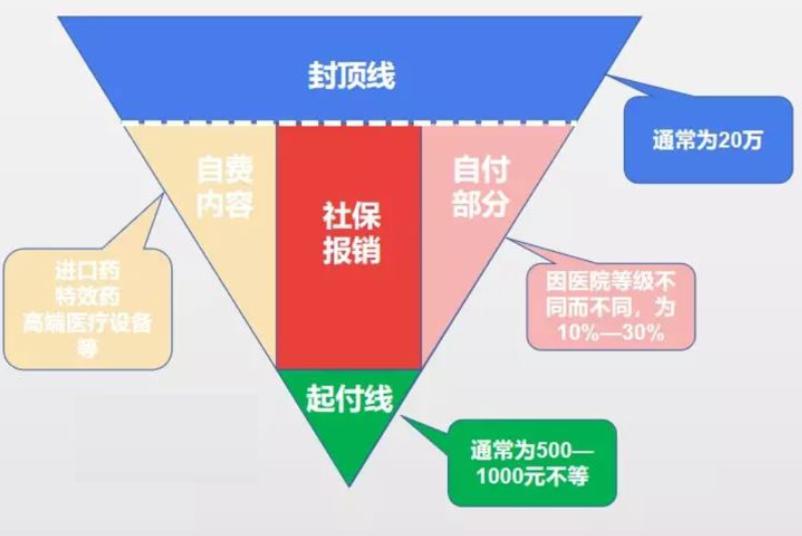 封顶线
通常为20万
自费
内容
社保
报销
自付
部分
进口药
特效药
高端医疗设备
等
因医院等级不
同而不同，为
10%—30%
起付线
通常为500—
1000元不等